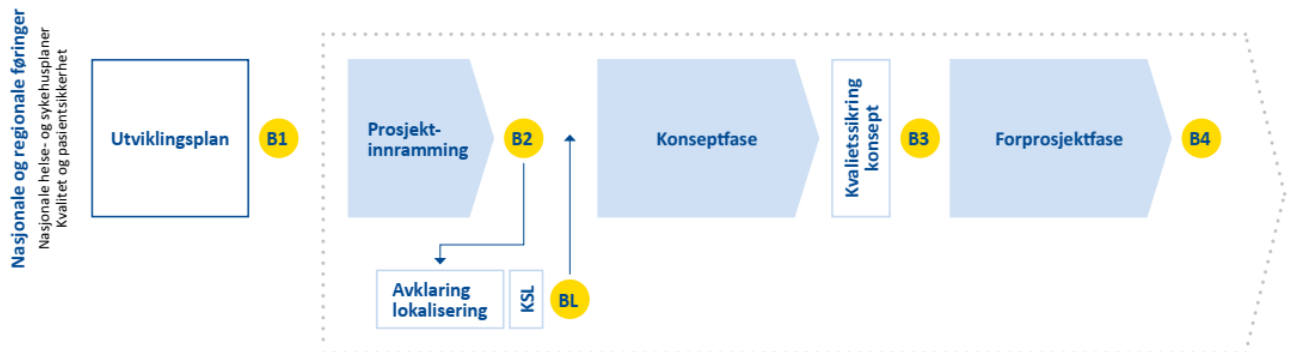 Nasjonale og regionale føringer
Nasjonale helse- og sykehusplaner
Kvalitet og pasientsikkerhet
Utviklingsplan
B1
Prosjekt-
innramming
B2
Konseptfase
Kvalietssikring
konsept
B3
Forprosjektfase
B4
Avklaring
lokalisering
KSL
BL